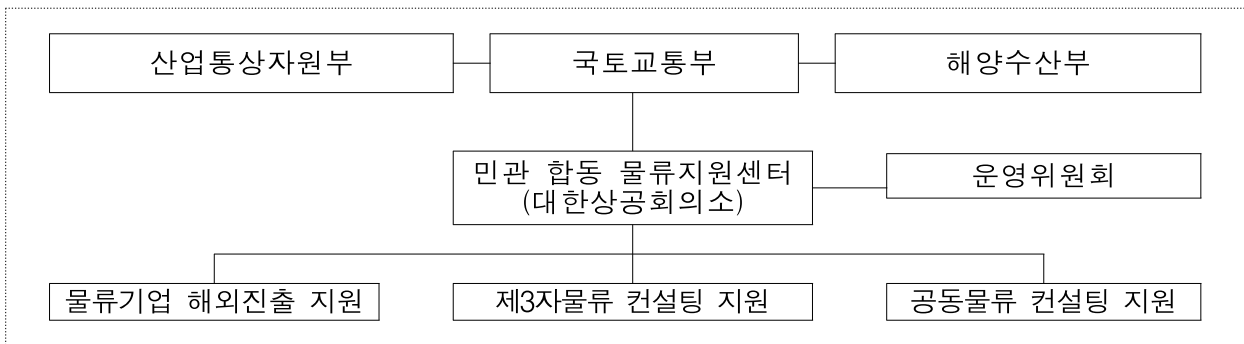 산업통상자원부
국토교통부
해양수산부
민관 합동 물류지원센터
(대한상공회의소)
운영위원회
물류기업 해외진출 지원
제3자물류 컨설팅 지원
공동물류 컨설팅 지원